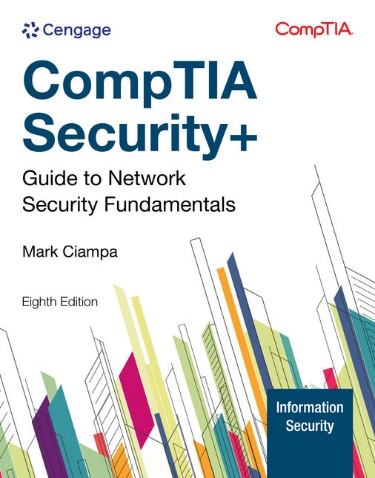 Cengage
CompTIA.
CompTIA
Security+
Guide to Network
Security Fundamentals
Mark Ciampa
Eighth Edition
Information
Security